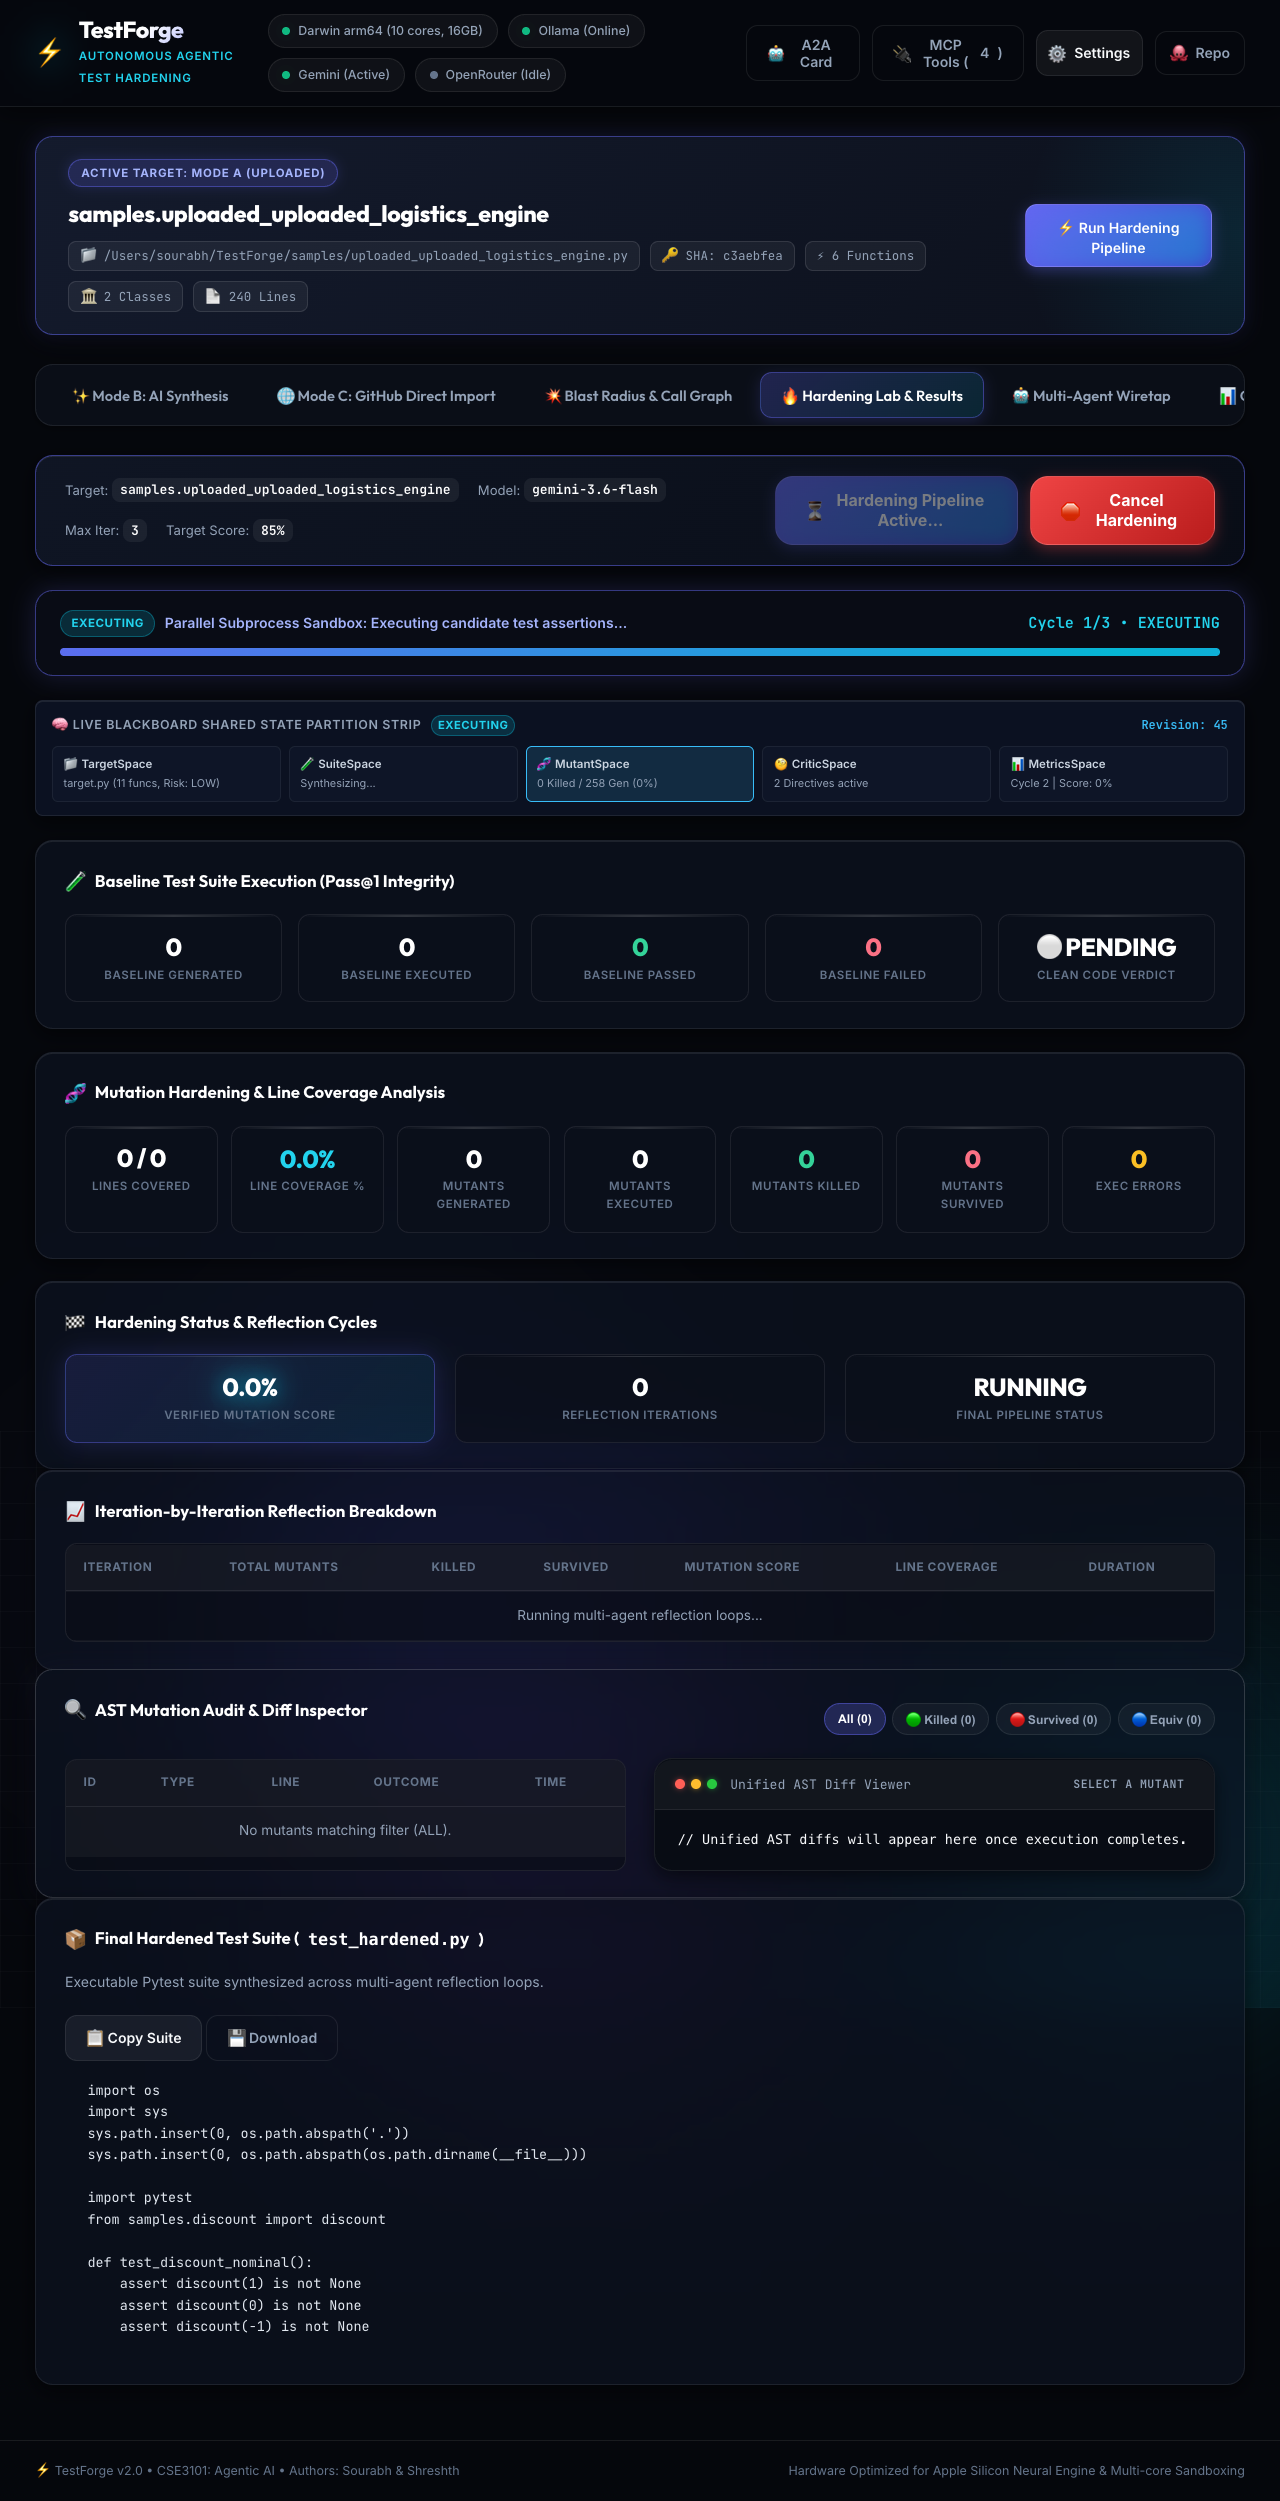 TestForge
AUTONOMOUS AGENTIC
TEST HARDENING
Darwin arm64 (10 cores, 16GB)
Ollama (Online)
Gemini (Active)
OpenRouter (Idle)
A2A
Card
MCP
Tools ( 4 )
Settings
Repo
ACTIVE TARGET: MODE A (UPLOADED)
samples.uploaded_uploaded_logistics_engine
/Users/sourabh/TestForge/samples/uploaded_uploaded_logistics_engine.py
SHA: c3aebfea
⚡ 6 Functions
2 Classes
240 Lines
⚡ Run Hardening
Pipeline
Mode B: AI Synthesis
Mode C: GitHub Direct Import
Blast Radius & Call Graph
Hardening Lab & Results
Multi-Agent Wiretap
Target: samples.uploaded_uploaded_logistics_engine
Model: gemini-3.6-flash
Max Iter: 3
Target Score: 85%
Hardening Pipeline
Active...
Cancel
Hardening
EXECUTING
Parallel Subprocess Sandbox: Executing candidate test assertions...
Cycle 1/3 • EXECUTING
LIVE BLACKBOARD SHARED STATE PARTITION STRIP
EXECUTING
Revision: 45
TargetSpace
target.py (11 funcs, Risk: LOW)
SuiteSpace
Synthesizing...
MutantSpace
0 Killed / 258 Gen (0%)
CriticSpace
2 Directives active
MetricsSpace
Cycle 2 | Score: 0%
Baseline Test Suite Execution (Pass@1 Integrity)
0
BASELINE GENERATED
0
BASELINE EXECUTED
0
BASELINE PASSED
0
BASELINE FAILED
PENDING
CLEAN CODE VERDICT
Mutation Hardening & Line Coverage Analysis
0 / 0
LINES COVERED
0.0%
LINE COVERAGE %
0
MUTANTS
GENERATED
0
MUTANTS
EXECUTED
0
MUTANTS KILLED
0
MUTANTS
SURVIVED
0
EXEC ERRORS
Hardening Status & Reflection Cycles
0.0%
VERIFIED MUTATION SCORE
0
REFLECTION ITERATIONS
RUNNING
FINAL PIPELINE STATUS
Iteration-by-Iteration Reflection Breakdown
ITERATION TOTAL MUTANTS KILLED SURVIVED MUTATION SCORE LINE COVERAGE DURATION
Running multi-agent reflection loops...
AST Mutation Audit & Diff Inspector
All (0)
Killed (0)
Survived (0)
Equiv (0)
ID TYPE LINE OUTCOME TIME
No mutants matching filter (ALL).
Unified AST Diff Viewer
SELECT A MUTANT
// Unified AST diffs will appear here once execution completes.
Final Hardened Test Suite ( test_hardened.py )
Executable Pytest suite synthesized across multi-agent reflection loops.
Copy Suite
Download
import os
import sys
sys.path.insert(0, os.path.abspath('.'))
sys.path.insert(0, os.path.abspath(os.path.dirname(__file__)))
import pytest
from samples.discount import discount
def test_discount_nominal():
    assert discount(1) is not None
    assert discount(0) is not None
    assert discount(-1) is not None
⚡ TestForge v2.0 • CSE3101: Agentic AI • Authors: Sourabh & Shreshth
Hardware Optimized for Apple Silicon Neural Engine & Multi-core Sandboxing